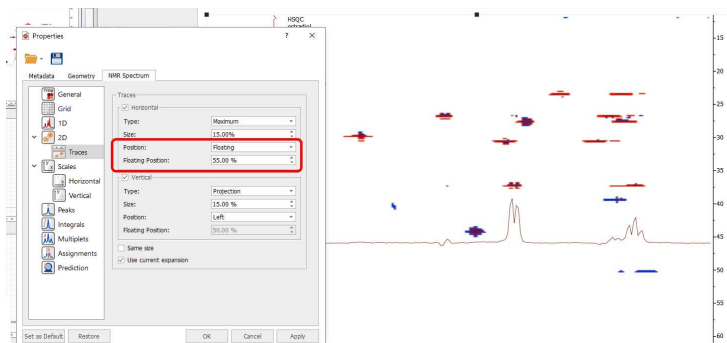 Properties
? ×
Metadata Geometry NMR Spectrum
General
Grid
1D
2D
Traces
Scales
Horizontal
Vertical
Peaks
Integrals
Multiplets
Assignments
Prediction
Traces
Horizontal
Type: Maximum
Size: 15.00%
Position: Floating
Floating Position: 55.00 %
Vertical
Type: Projection
Size: 15.00 %
Position: Left
Floating Position: 50.00 %
Same size
Use current expansion
Set as Default Restore OK Cancel Apply
HSQC
estradiol
15
20
25
30
35
40
45
50
55
60